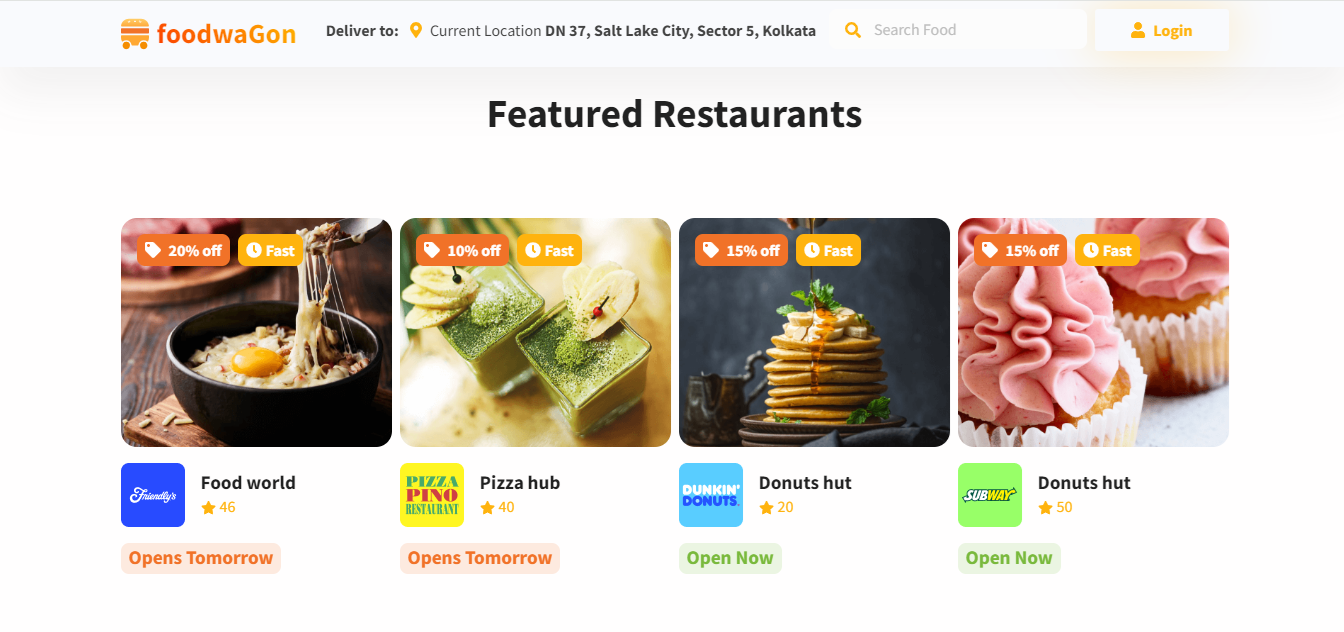 foodwaGon
Deliver to: Current Location DN 37, Salt Lake City, Sector 5, Kolkata
Search Food
Login
Featured Restaurants
20% off Fast
10% off Fast
15% off Fast
15% off Fast
Friendly's
Food world
46
Opens Tomorrow
PIZZA
PINO
RESTAURANT
Pizza hub
40
Opens Tomorrow
DUNKIN'
DONUTS.
Donuts hut
20
Open Now
SUBWAY
Donuts hut
50
Open Now